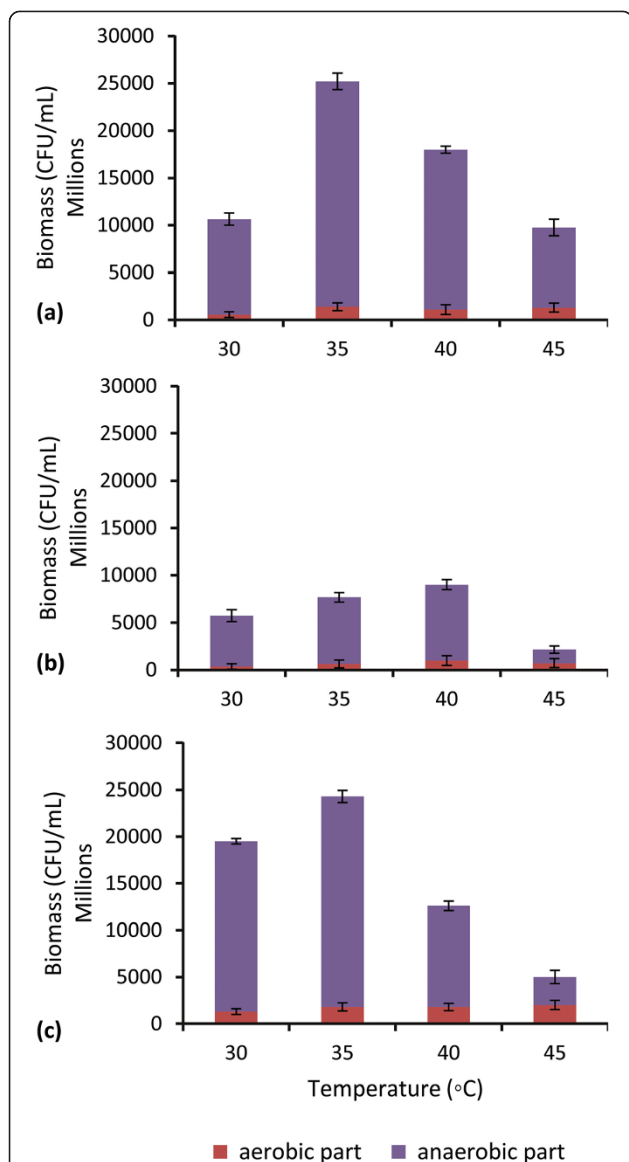 30000
25000
20000
15000
10000
5000
0
Biomass (CFU/mL)
Millions
(a)
30 35 40 45
30000
25000
20000
15000
10000
5000
0
Biomass (CFU/mL)
Millions
(b)
30 35 40 45
30000
25000
20000
15000
10000
5000
0
Biomass (CFU/mL)
Millions
(c)
30 35 40 45
Temperature (◦C)
aerobic part anaerobic part